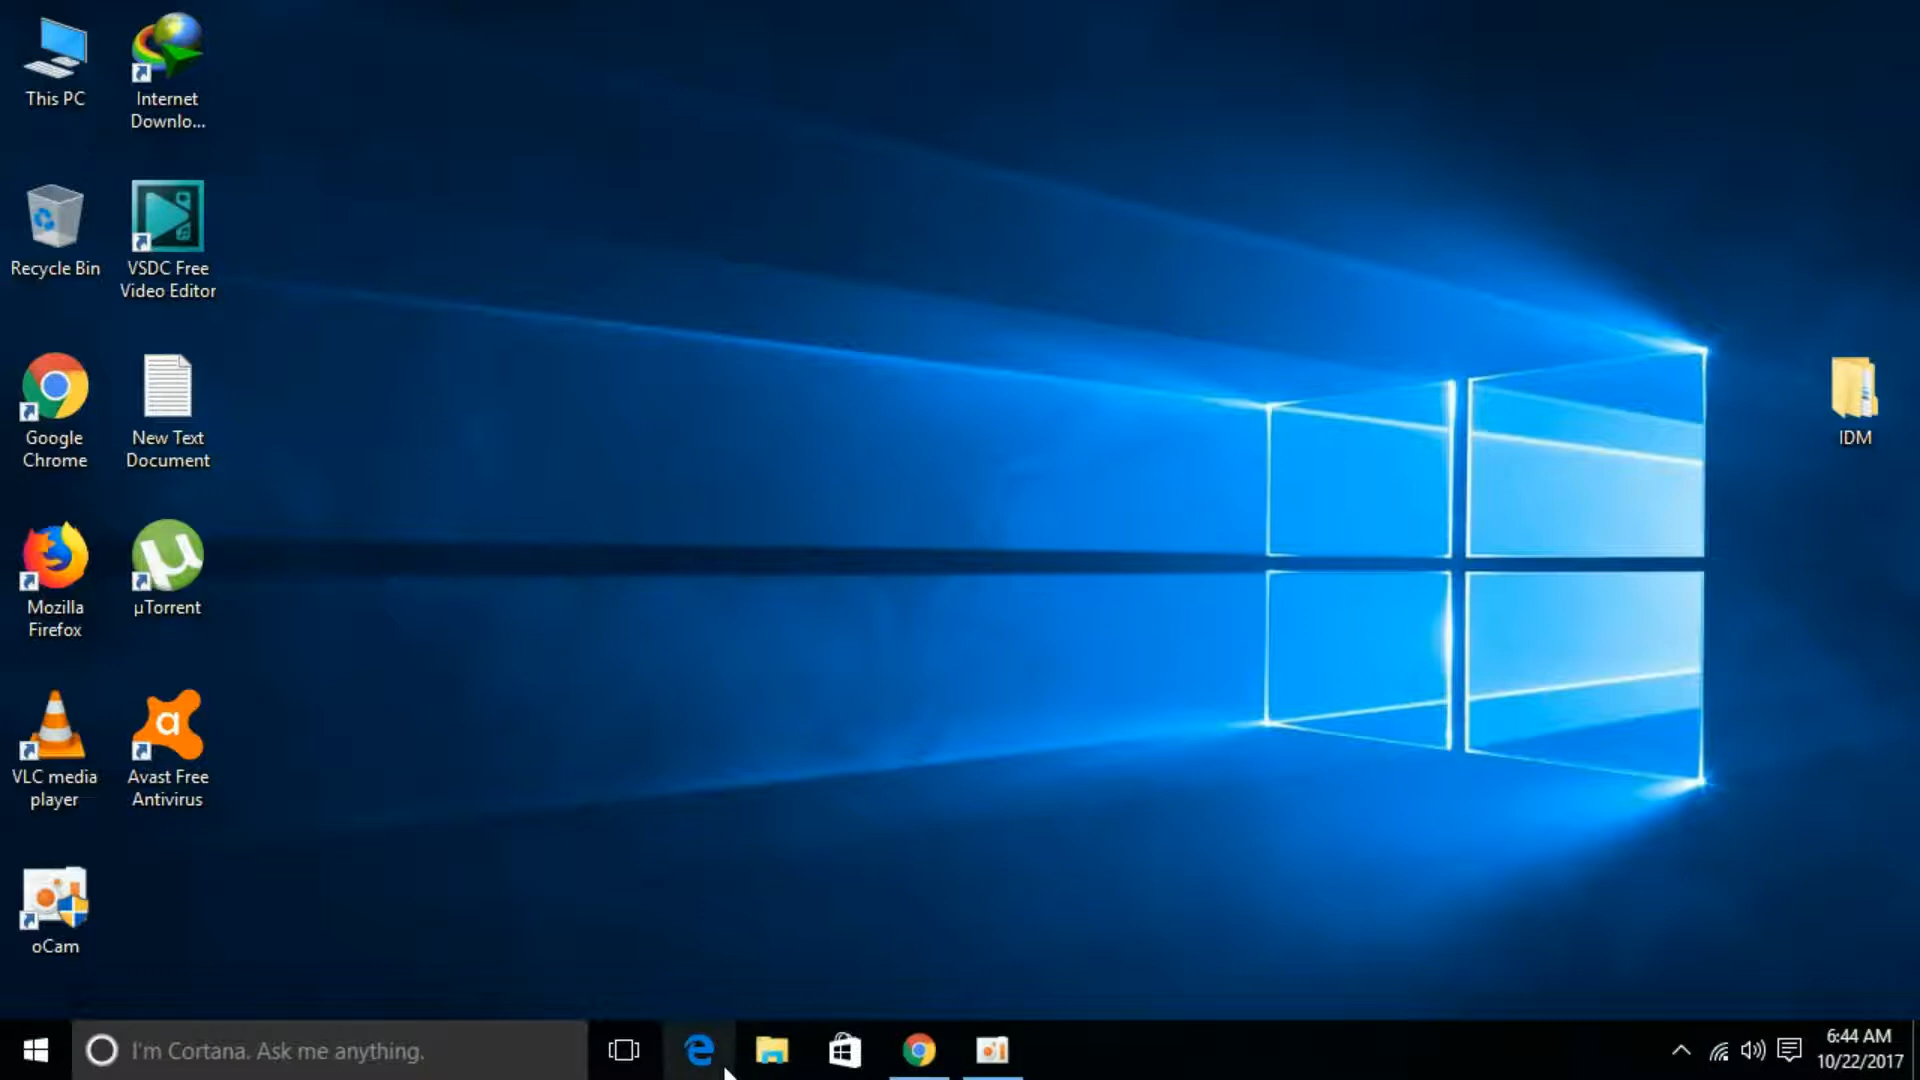 This PC
Internet
Downlo...
Recycle Bin
VSDC Free
Video Editor
Google
Chrome
New Text
Document
Mozilla
Firefox
µTorrent
VLC media
player
Avast Free
Antivirus
oCam
IDM
I'm Cortana. Ask me anything.
6:44 AM
10/22/2017